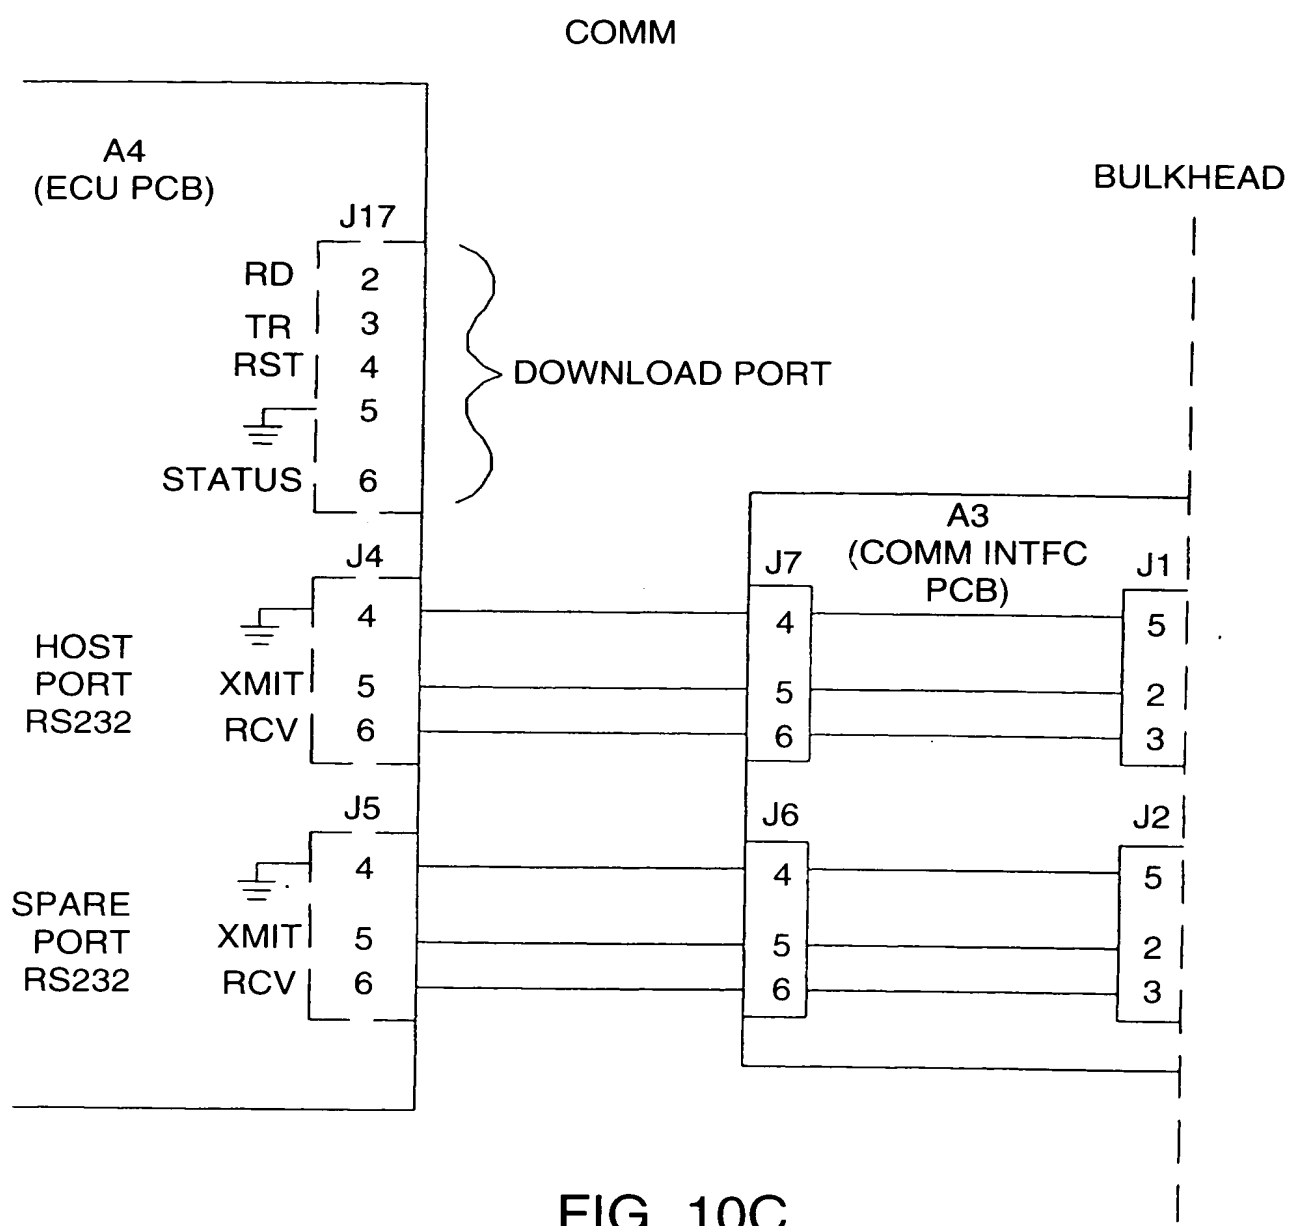 COMM
A4
(ECU PCB)
BULKHEAD
J17
RD 2
TR 3
RST 4
5
STATUS 6
DOWNLOAD PORT
A3
(COMM INTFC
PCB)
J4
4
XMIT 5
RCV 6
HOST
PORT
RS232
J7
4
5
6
J1
5
2
3
J5
4
XMIT 5
RCV 6
SPARE
PORT
RS232
J6
4
5
6
J2
5
2
3
FIG. 10C